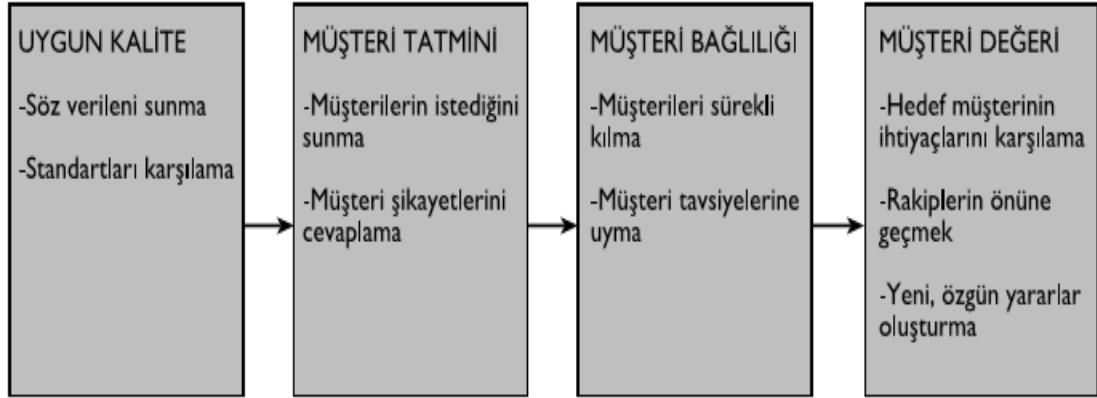 UYGUN KALİTE
-Söz verileni sunma
-Standartları karşılama
MÜŞTERİ TATMİNİ
-Müşterilerin istediğini
sunma
-Müşteri şikayetlerini
cevaplama
MÜŞTERİ BAĞLILIĞI
-Müşterileri sürekli
kılma
-Müşteri tavsiyelerine
uyma
MÜŞTERİ DEĞERİ
-Hedef müşterinin
ihtiyaçlarını karşılama
-Rakiplerin önüne
geçmek
-Yeni, özgün yararlar
oluşturma